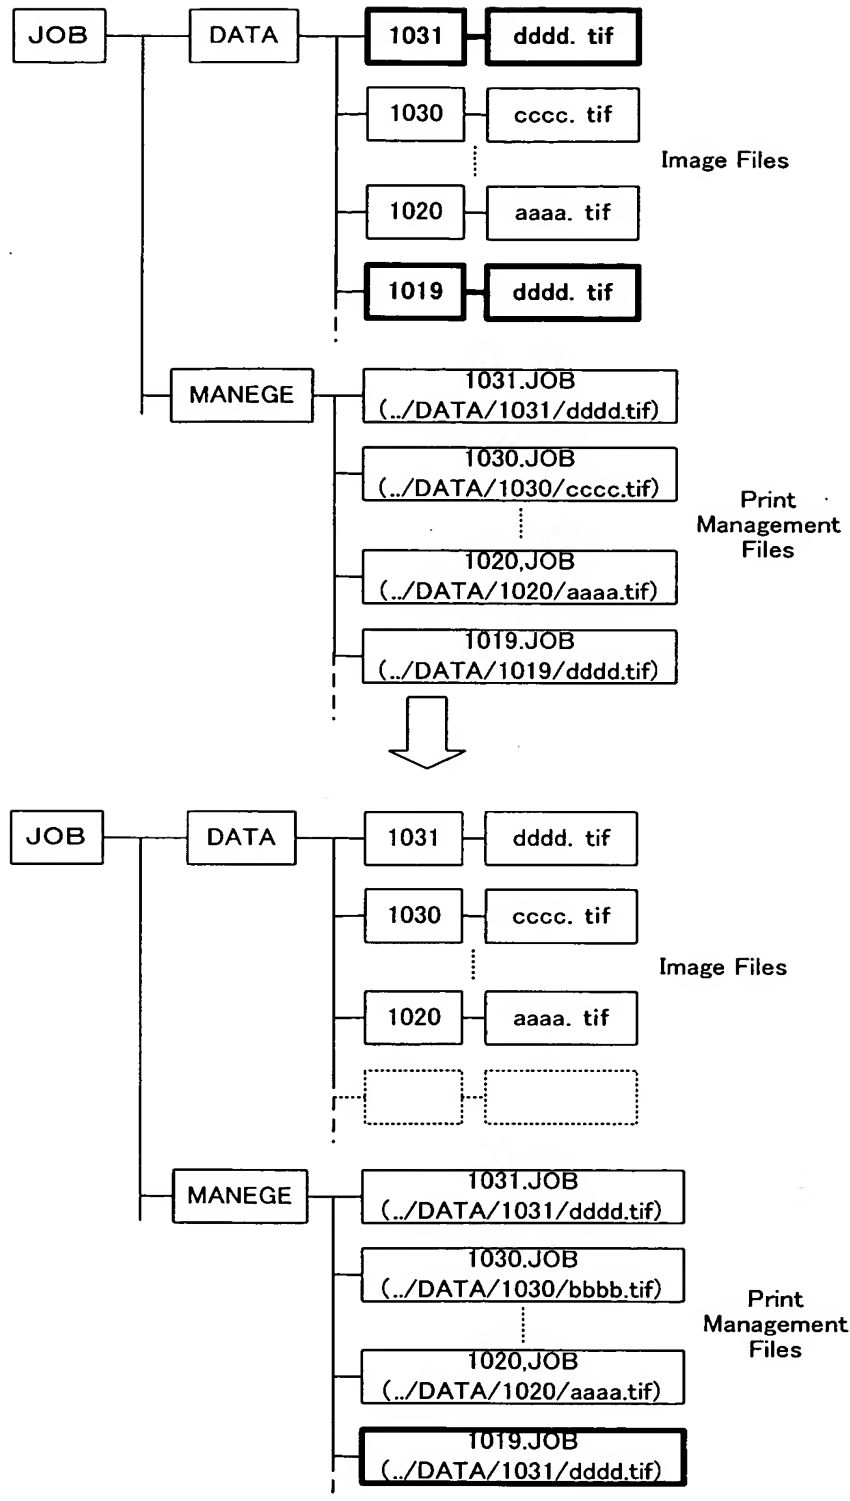 JOB
DATA
1031
dddd. tif
1030
cccc. tif
Image Files
1020
aaaa. tif
1019
dddd. tif
MANEGE
1031.JOB
(../DATA/1031/dddd.tif)
1030.JOB
(../DATA/1030/cccc.tif)
Print
Management
Files
1020,JOB
(../DATA/1020/aaaa.tif)
1019.JOB
(../DATA/1019/dddd.tif)
JOB
DATA
1031
dddd. tif
1030
cccc. tif
Image Files
1020
aaaa. tif
MANEGE
1031.JOB
(../DATA/1031/dddd.tif)
1030.JOB
(../DATA/1030/bbbb.tif)
Print
Management
Files
1020,JOB
(../DATA/1020/aaaa.tif)
1019.JOB
(../DATA/1031/dddd.tif)